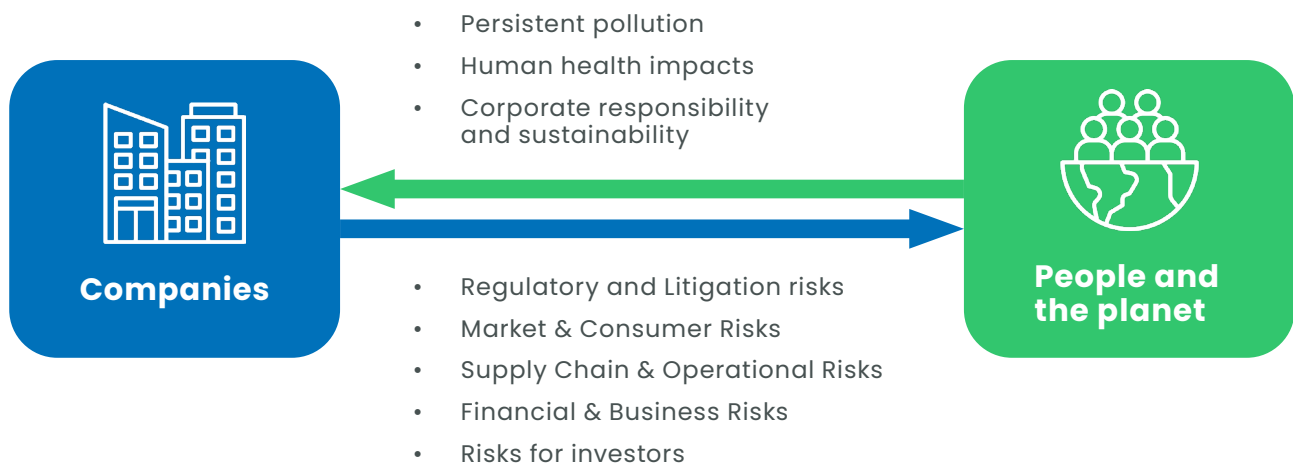 • Persistent pollution
• Human health impacts
• Corporate responsibility
and sustainability
Companies
People and
the planet
• Regulatory and Litigation risks
• Market & Consumer Risks
• Supply Chain & Operational Risks
• Financial & Business Risks
• Risks for investors